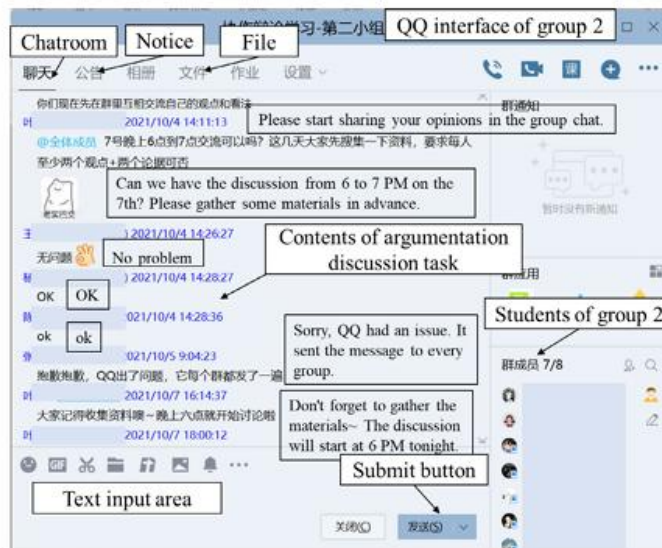 学习-第二小组
QQ interface of group 2
Chatroom
Notice
File
聊天 公告 相册 文件 作业 设置
你们现在先在群里互相交流自己的观点和看法
叶 2021/10/4 14:11:13
Please start sharing your opinions in the group chat.
群通知
@全体成员 7号晚上6点到7点交流可以吗？这几天大家先搜集一下资料，要求每人
至少两个观点+两个论据可否
Can we have the discussion from 6 to 7 PM on the
7th? Please gather some materials in advance.
暂时没有新通知
王 ) 2021/10/4 14:26:27
无问题
No problem
Contents of argumentation
discussion task
) 2021/10/4 14:28:27
OK
OK
群应用
Students of group 2
陈 021/10/4 14:28:36
ok
ok
张 021/10/5 9:04:23
抱歉抱歉，QQ出了问题，它每个群都发了一遍
Sorry, QQ had an issue. It
sent the message to every
group.
群成员 7/8
叶 2021/10/7 16:14:37
大家记得收集资料噢～晚上六点就开始讨论啦
叶 2021/10/7 18:00:12
Don't forget to gather the
materials~ The discussion
will start at 6 PM tonight.
GIF
Submit button
Text input area
关闭(C)
发送(S)